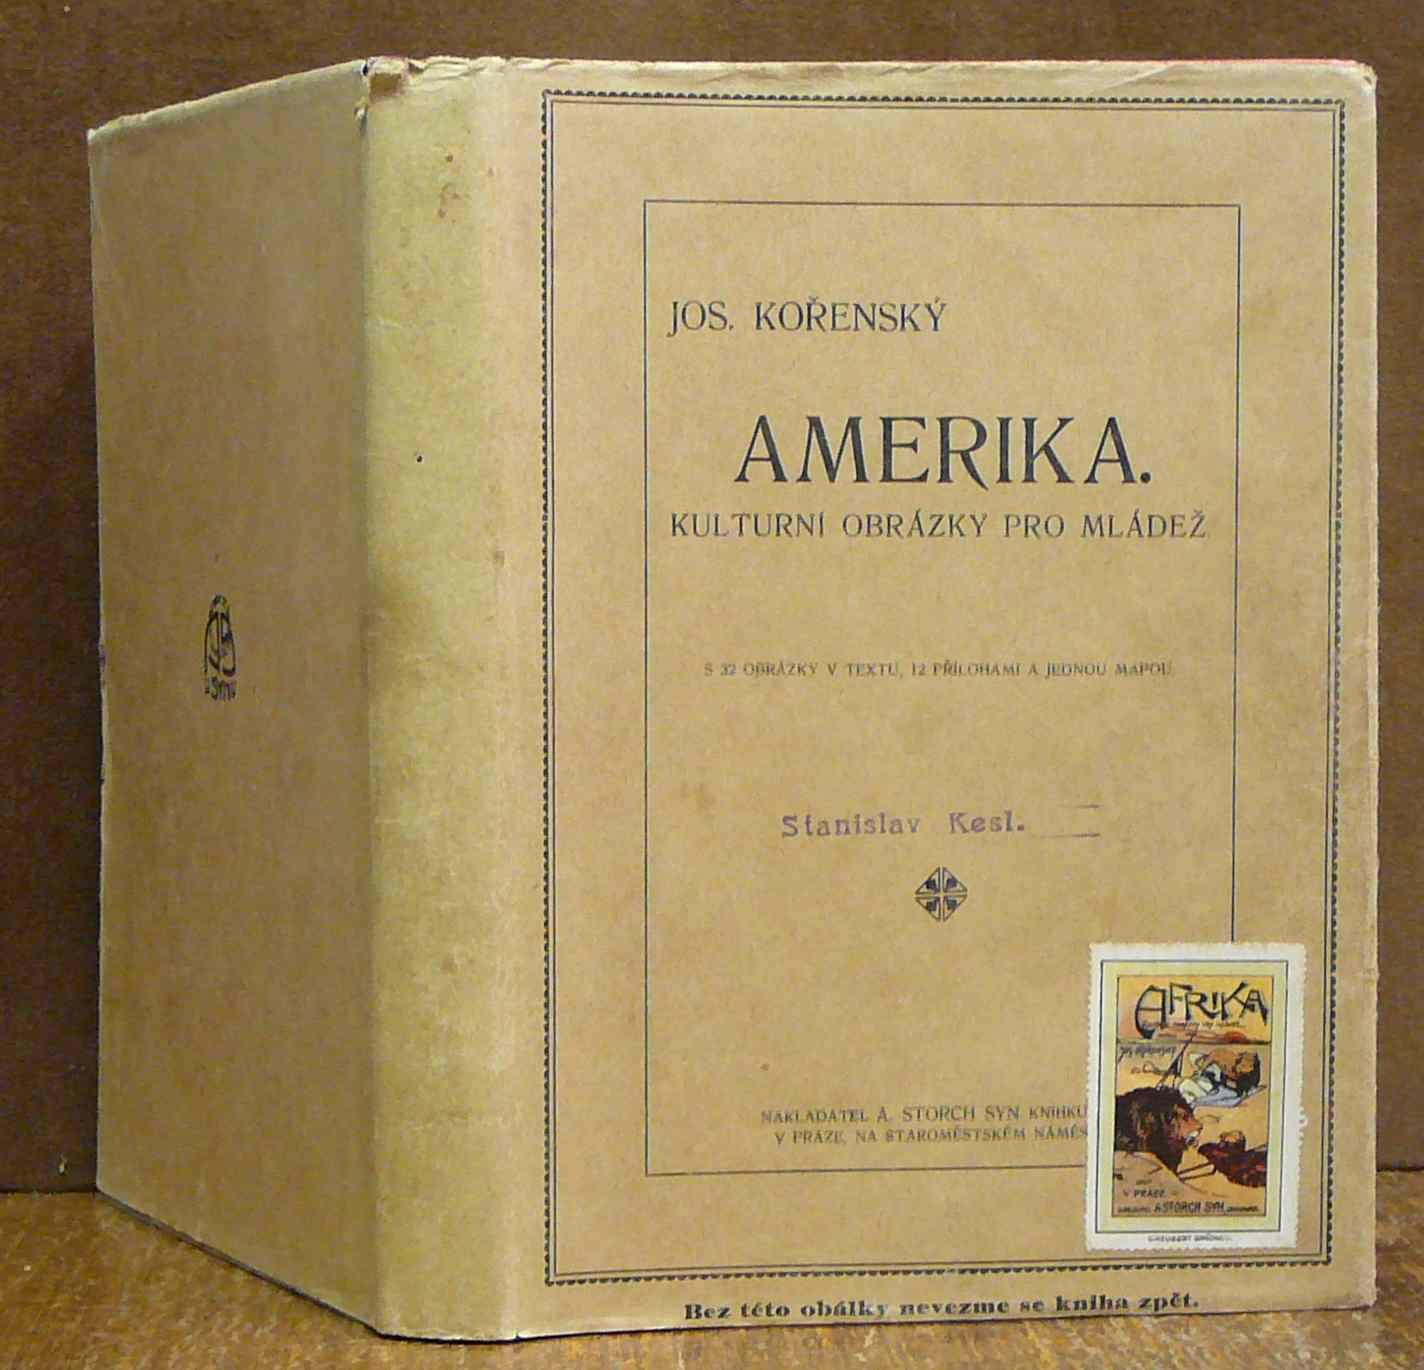 JOS. KOŘENSKÝ
AMERIKA.
KULTURNÍ OBRÁZKY PRO MLÁDEŽ
S 32 OBRÁZKY V TEXTU, 12 PŘÍLOHAMI A JEDNOU MAPOU
Stanislav Kesl.
NAKLADATEL A. STORCH SYN KNIHKU
V PRAZE, NA STAROMĚSTSKÉM NÁMĚS
AFRIKA
V PRAZE
A STORCH SYN
Bez této obálky nevezme se kniha zpět.
SYN